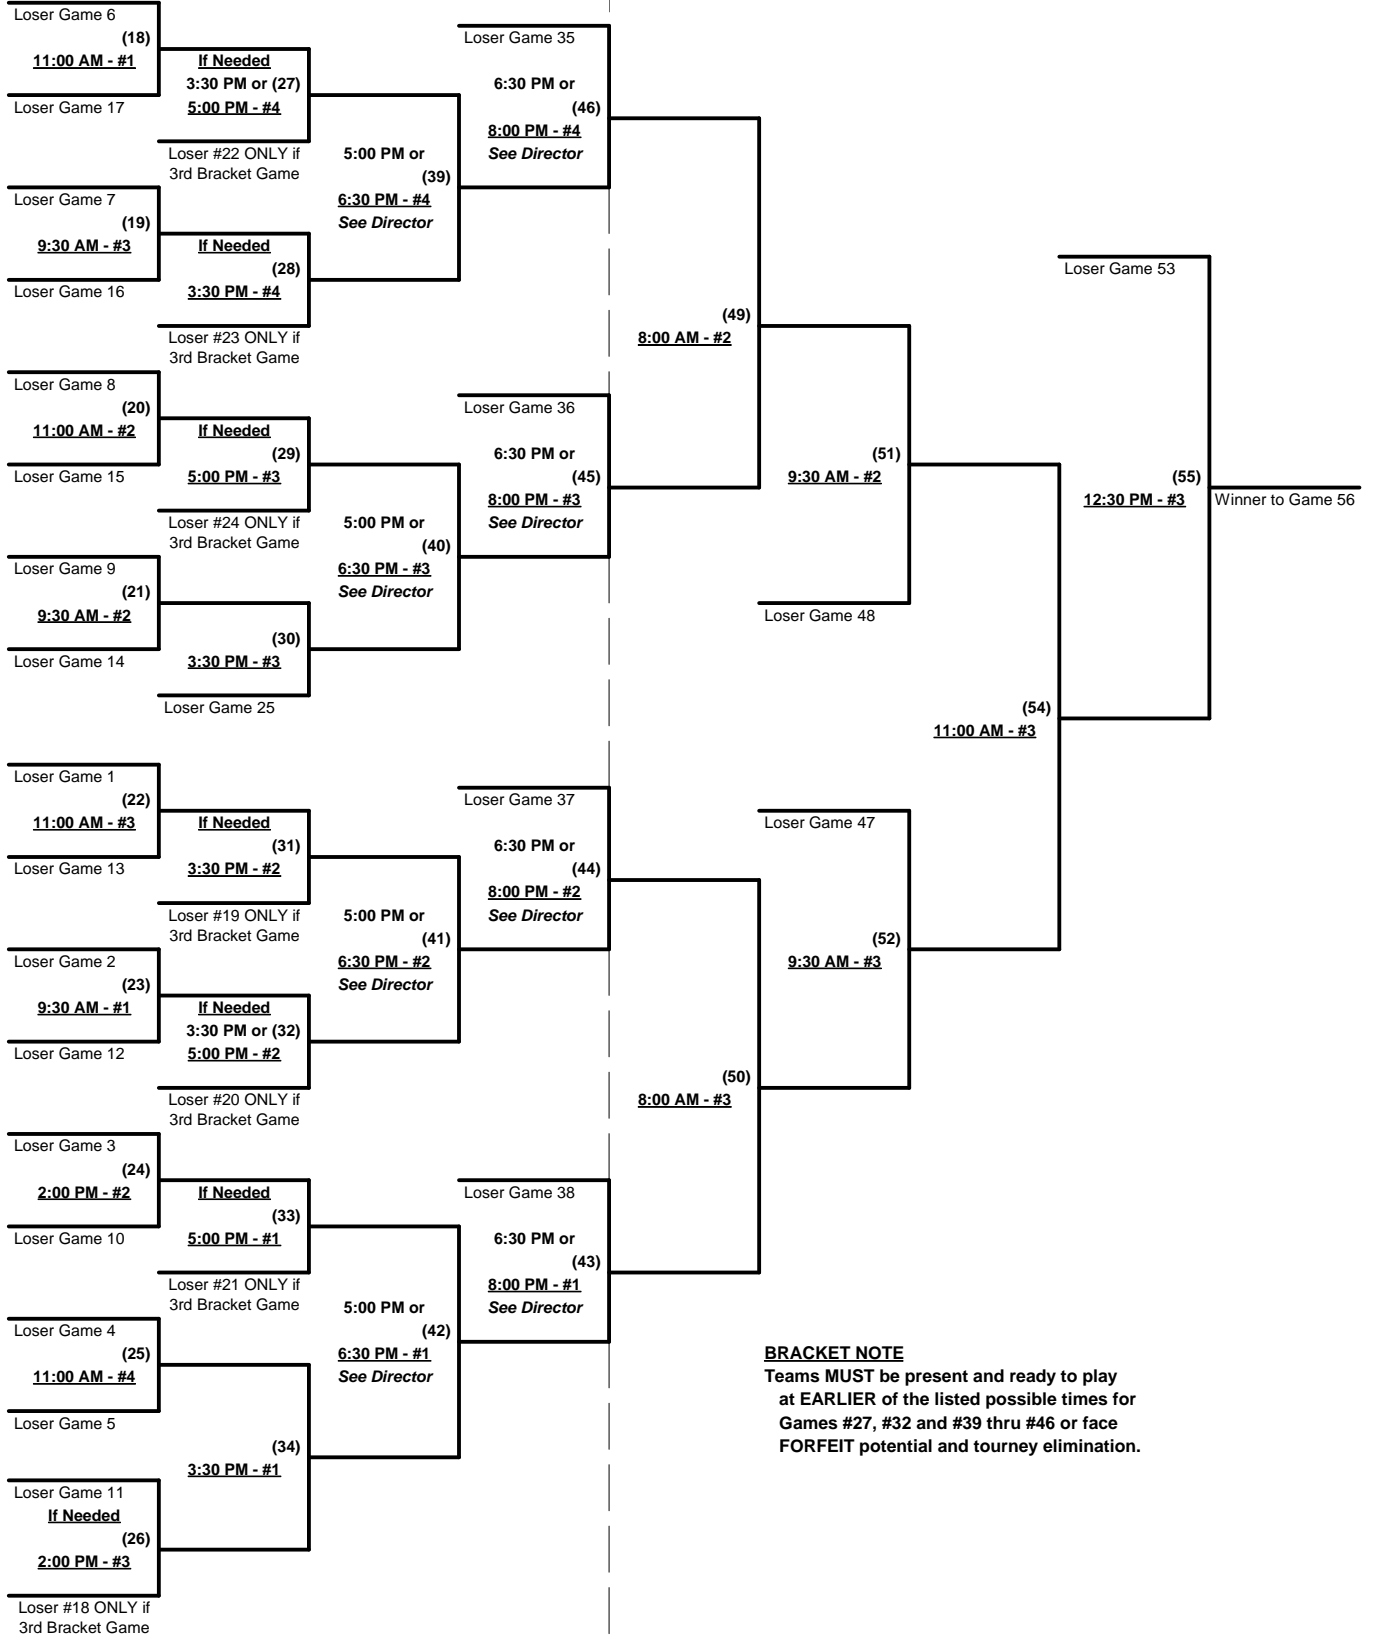 Loser Game 6
(18)
11:00 AM - #1
Loser Game 17
If Needed
3:30 PM or (27)
5:00 PM - #4
Loser #22 ONLY if
3rd Bracket Game
Loser Game 7
(19)
9:30 AM - #3
Loser Game 16
If Needed
(28)
3:30 PM - #4
Loser #23 ONLY if
3rd Bracket Game
5:00 PM or
(39)
6:30 PM - #4
See Director
Loser Game 35
6:30 PM or
(46)
8:00 PM - #4
See Director
Loser Game 8
(20)
11:00 AM - #2
Loser Game 15
If Needed
(29)
5:00 PM - #3
Loser #24 ONLY if
3rd Bracket Game
Loser Game 9
(21)
9:30 AM - #2
Loser Game 14
(30)
3:30 PM - #3
Loser Game 25
5:00 PM or
(40)
6:30 PM - #3
See Director
Loser Game 36
6:30 PM or
(45)
8:00 PM - #3
See Director
(49)
8:00 AM - #2
(51)
9:30 AM - #2
Loser Game 48
Loser Game 53
(55)
12:30 PM - #3
Winner to Game 56
(54)
11:00 AM - #3
Loser Game 1
(22)
11:00 AM - #3
Loser Game 13
If Needed
(31)
3:30 PM - #2
Loser #19 ONLY if
3rd Bracket Game
Loser Game 2
(23)
9:30 AM - #1
Loser Game 12
If Needed
3:30 PM or (32)
5:00 PM - #2
Loser #20 ONLY if
3rd Bracket Game
5:00 PM or
(41)
6:30 PM - #2
See Director
Loser Game 37
6:30 PM or
(44)
8:00 PM - #2
See Director
Loser Game 47
(52)
9:30 AM - #3
(50)
8:00 AM - #3
Loser Game 3
(24)
2:00 PM - #2
Loser Game 10
If Needed
(33)
5:00 PM - #1
Loser #21 ONLY if
3rd Bracket Game
Loser Game 4
(25)
11:00 AM - #4
Loser Game 5
(34)
3:30 PM - #1
Loser Game 11
If Needed
(26)
2:00 PM - #3
Loser #18 ONLY if
3rd Bracket Game
5:00 PM or
(42)
6:30 PM - #1
See Director
Loser Game 38
6:30 PM or
(43)
8:00 PM - #1
See Director
BRACKET NOTE
Teams MUST be present and ready to play
at EARLIER of the listed possible times for
Games #27, #32 and #39 thru #46 or face
FORFEIT potential and tourney elimination.